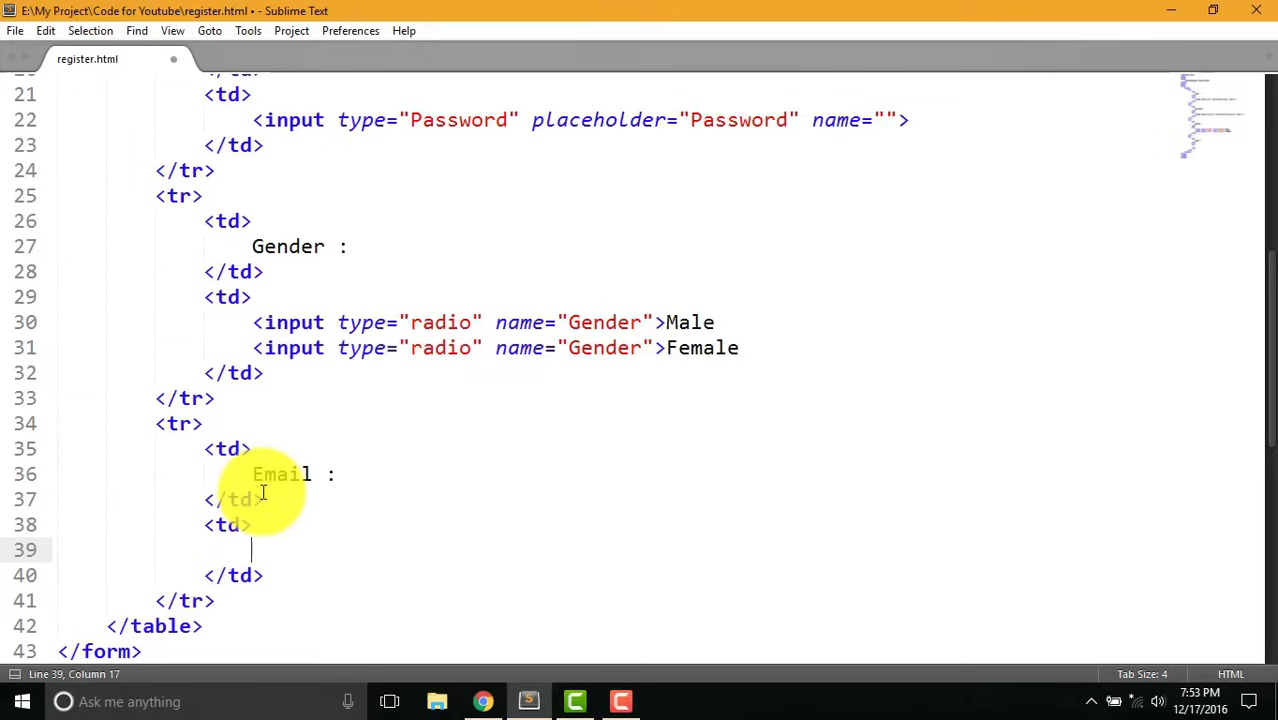 E:\My Project\Code for Youtube\register.html • - Sublime Text
File Edit Selection Find View Goto Tools Project Preferences Help
register.html
21 <td>
22 <input type="Password" placeholder="Password" name="">
23 </td>
24 </tr>
25 <tr>
26 <td>
27 Gender :
28 </td>
29 <td>
30 <input type="radio" name="Gender">Male
31 <input type="radio" name="Gender">Female
32 </td>
33 </tr>
34 <tr>
35 <td>
36 Email :
37 </td>
38 <td>
39
40 </td>
41 </tr>
42 </table>
43 </form>
Line 39, Column 17 Tab Size: 4 HTML
Ask me anything 7:53 PM
12/17/2016